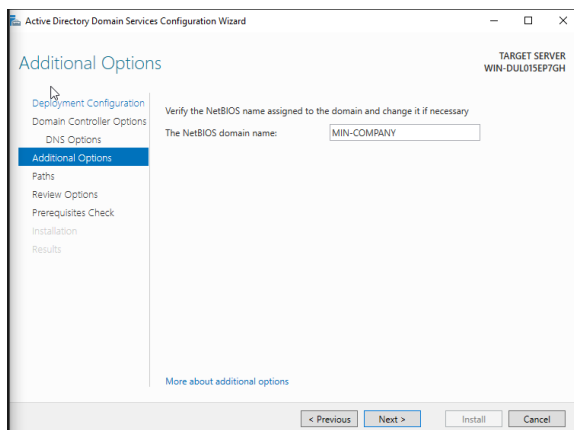 Active Directory Domain Services Configuration Wizard
Additional Options
TARGET SERVER
WIN-DUL015EP7GH
Deployment Configuration
Domain Controller Options
DNS Options
Additional Options
Paths
Review Options
Prerequisites Check
Installation
Results
Verify the NetBIOS name assigned to the domain and change it if necessary
The NetBIOS domain name: MIN-COMPANY
More about additional options
< Previous Next > Install Cancel